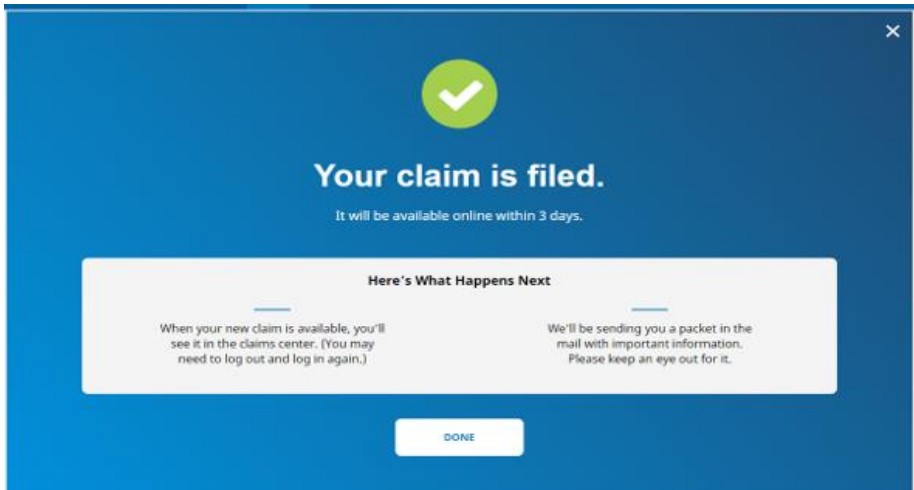 Your claim is filed.
It will be available online within 3 days.
Here's What Happens Next
When your new claim is available, you'll
see it in the claims center. (You may
need to log out and log in again.)
We'll be sending you a packet in the
mail with important information.
Please keep an eye out for it.
DONE